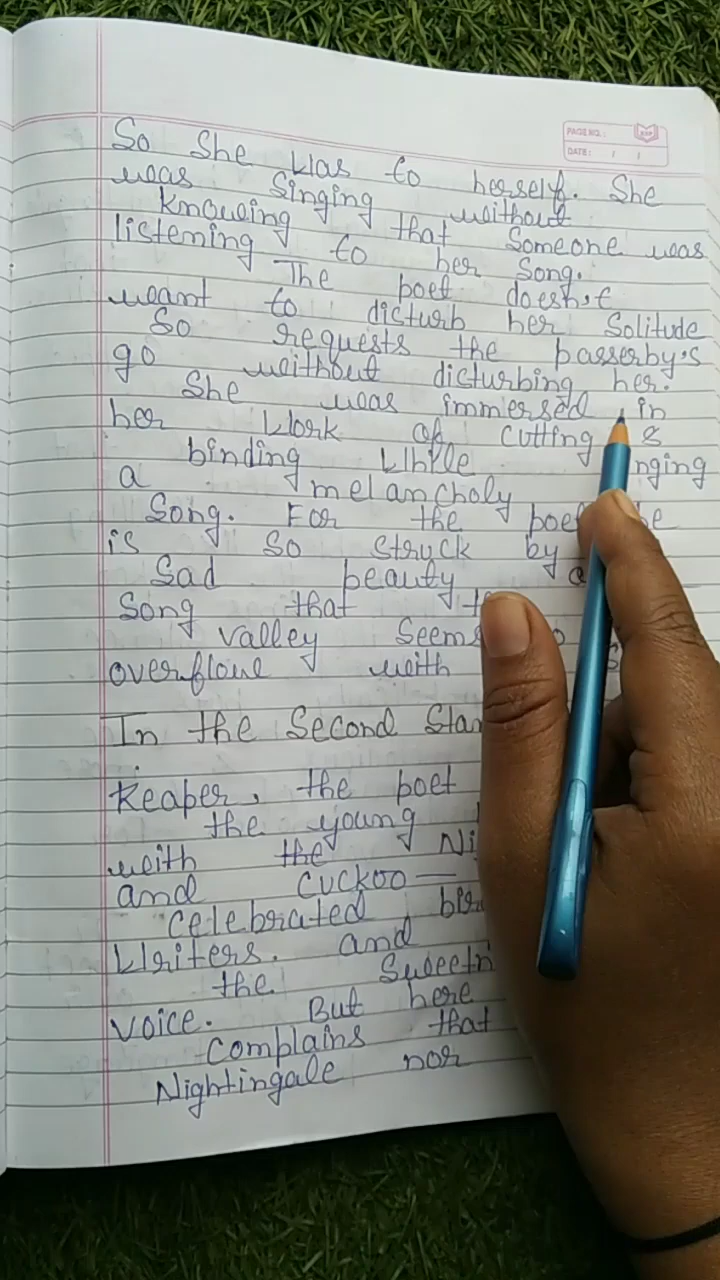 PAGE NO.:
DATE: / /
So She Was to herself. She
was Singing without
knowing that Someone was
listening to her Song.
The poet doesn't
want to disturb her Solitude
So requests the passerby's
go without disturbing her.
She was immersed in
her Work of cutting &
binding While nging
a melancholy
Song. For the
is So Struck by a
Sad beauty
Song that
Valley Seems
overflow with
In the Second
Reaper, the poet
the young
with the
and cuckoo —
celebrated
Writers. and
the
voice. But here
Complains that
Nightingale nor